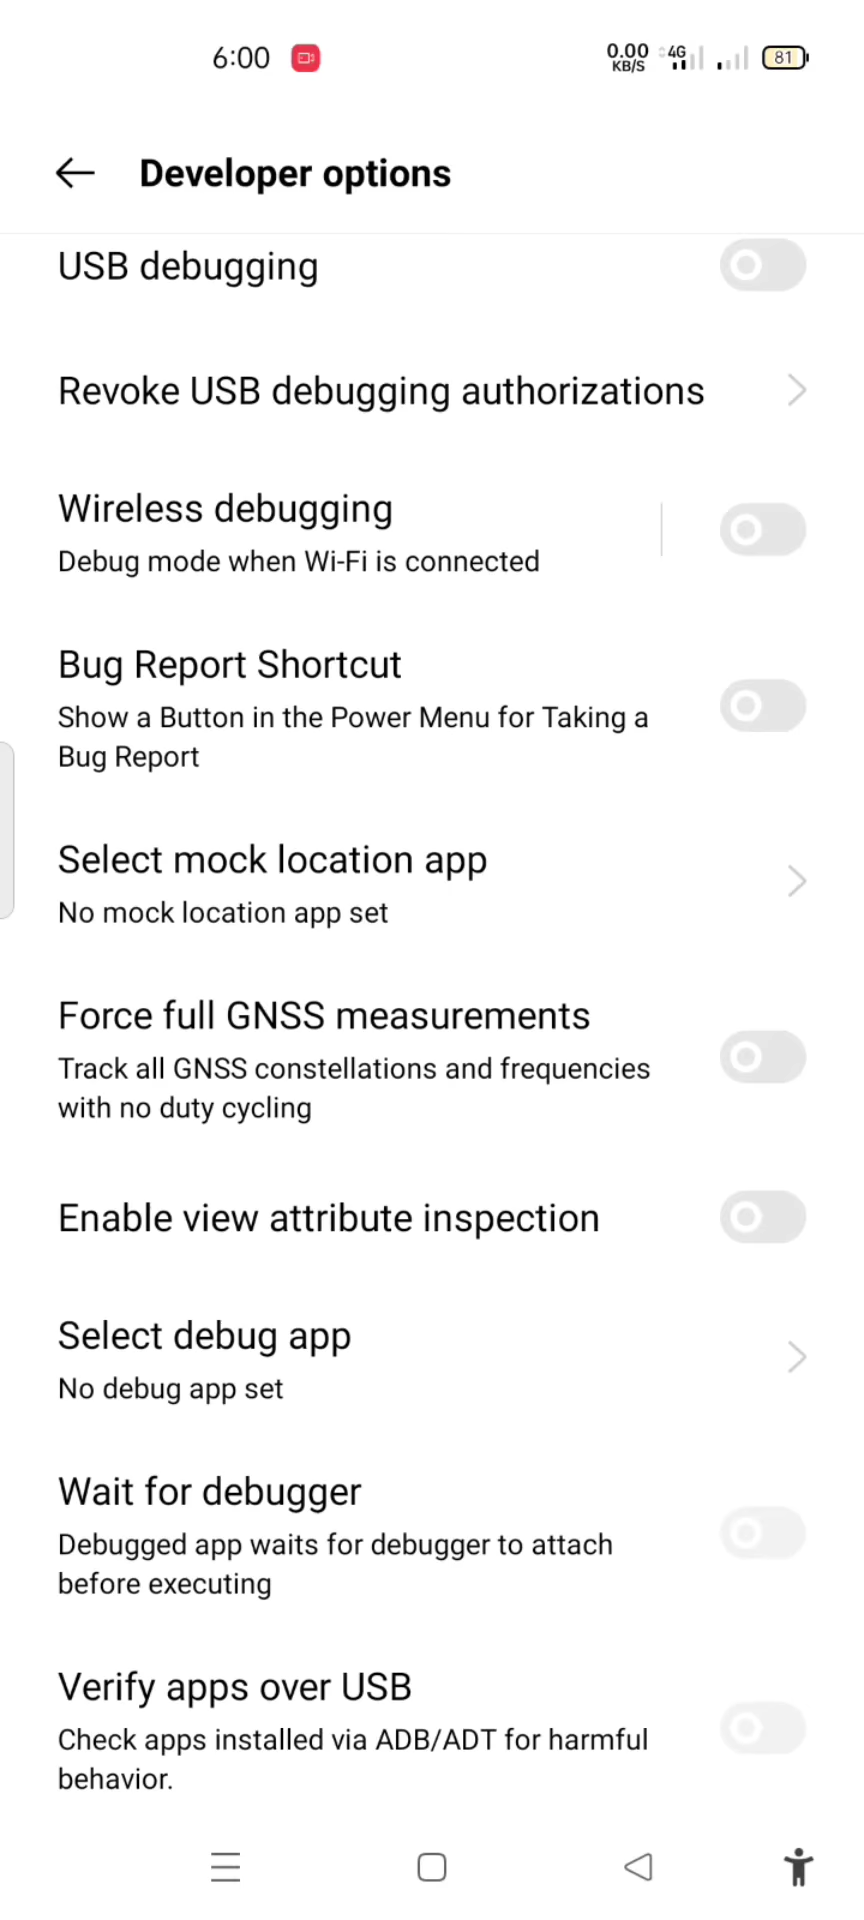 6:00
0.00
KB/S
4G
81
Developer options
USB debugging
Revoke USB debugging authorizations
Wireless debugging
Debug mode when Wi-Fi is connected
Bug Report Shortcut
Show a Button in the Power Menu for Taking a
Bug Report
Select mock location app
No mock location app set
Force full GNSS measurements
Track all GNSS constellations and frequencies
with no duty cycling
Enable view attribute inspection
Select debug app
No debug app set
Wait for debugger
Debugged app waits for debugger to attach
before executing
Verify apps over USB
Check apps installed via ADB/ADT for harmful
behavior.